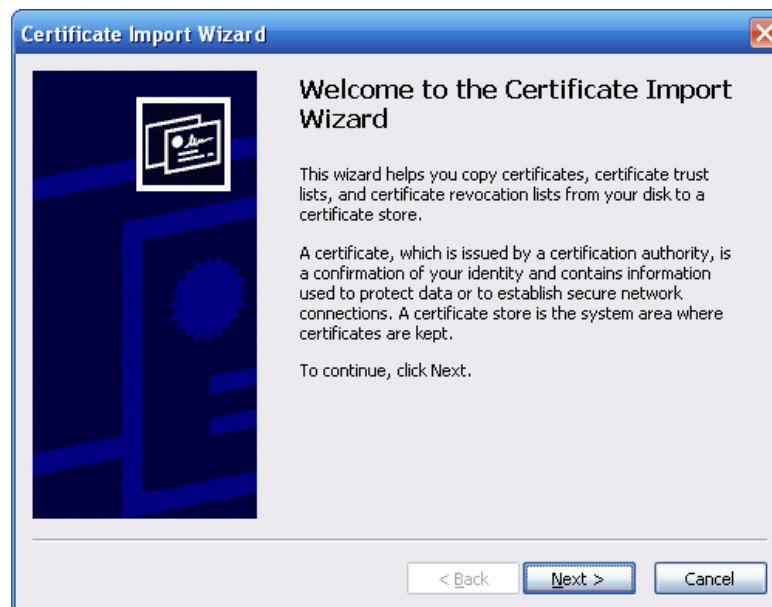 Certificate Import Wizard
Welcome to the Certificate Import
Wizard
This wizard helps you copy certificates, certificate trust
lists, and certificate revocation lists from your disk to a
certificate store.
A certificate, which is issued by a certification authority, is
a confirmation of your identity and contains information
used to protect data or to establish secure network
connections. A certificate store is the system area where
certificates are kept.
To continue, click Next.
< Back Next > Cancel